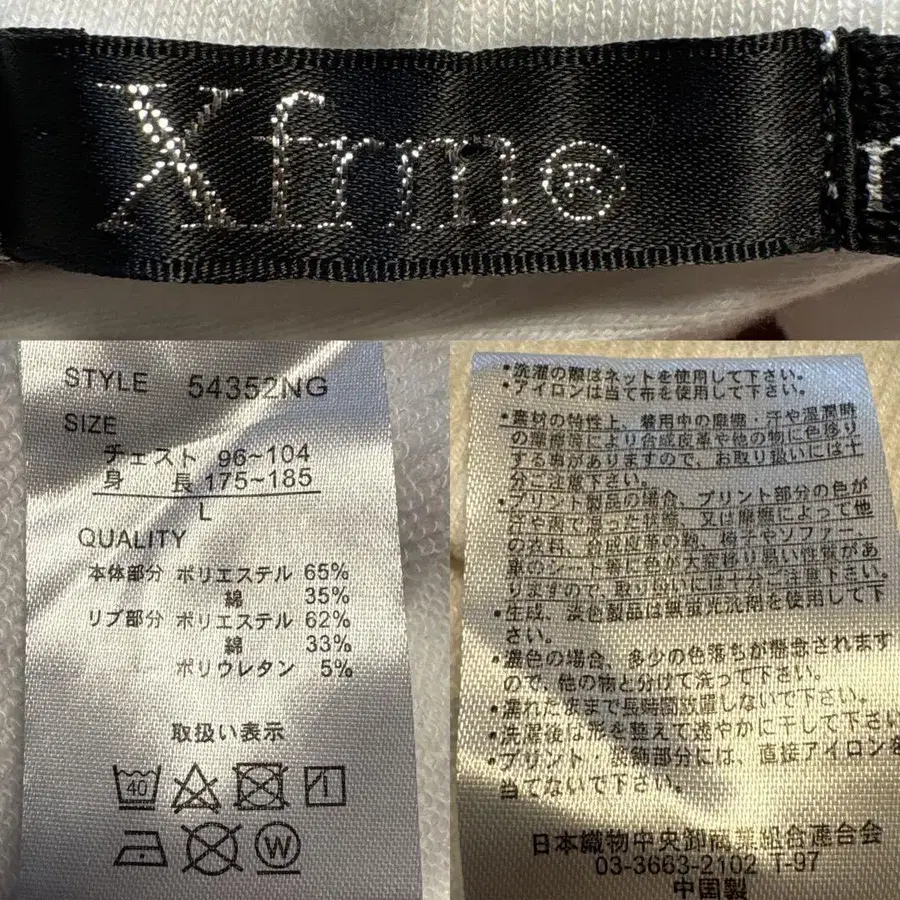 Xfrm®
STYLE 54352NG
SIZE
チェスト 96~104
身 長 175~185
L
QUALITY
本体部分 ポリエステル 65%
綿 35%
リブ部分 ポリエステル 62%
綿 33%
ポリウレタン 5%
取扱い表示
40
W
・洗濯の際はネットを使用して下さい。
・アイロンは当て布を使用して下さい。
・素材の特性上、着用中の摩擦・汗や湿潤時
の摩擦等により合成皮革や他の物に色移り
する事がありますので、お取り扱いには十
分ご注意下さい。
・プリント製品の場合、プリント部分の色が
汗や雨で湿った状態、又は摩擦によって他
の衣料、合成皮革の鞄、椅子やソファー、
車のシート等に色が大変移り易い性質があ
りますので、取り扱いには十分ご注意下さい。
・生成、淡色製品は無蛍光洗剤を使用して下
さい。
・濃色の場合、多少の色落ちが懸念されます
ので、他の物と分けて洗って下さい。
・濡れたままで長時間放置しないで下さい。
・洗濯後は形を整えて速やかに干して下さい
・プリント・装飾部分には、直接アイロンを
当てないで下さい。
日本織物中央卸商業組合連合会
03-3663-2102 T-97
中国製